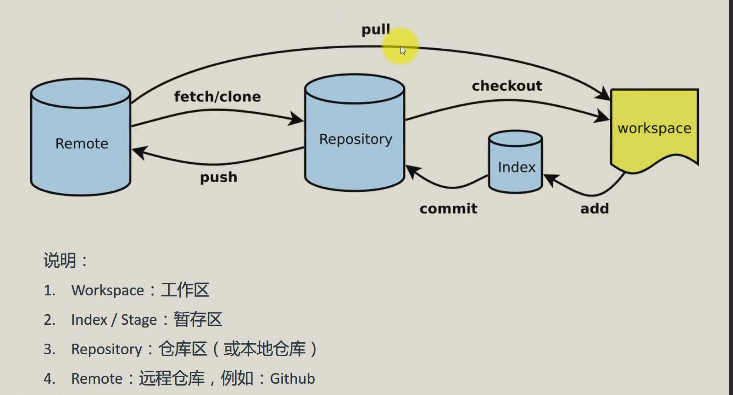 pull
fetch/clone
checkout
Remote
Repository
workspace
Index
push
commit
add
说明：
1. Workspace：工作区
2. Index / Stage：暂存区
3. Repository：仓库区（或本地仓库）
4. Remote：远程仓库，例如：Github